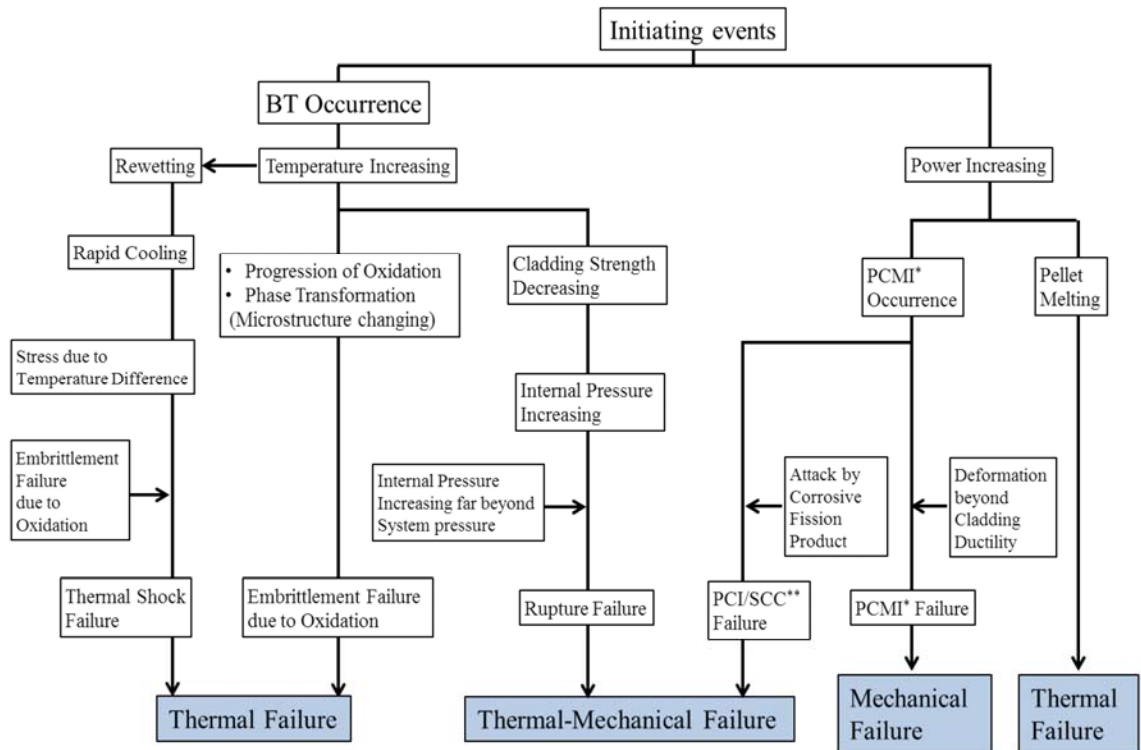 Initiating events
BT Occurrence
Rewetting
Temperature Increasing
Power Increasing
Rapid Cooling
• Progression of Oxidation
• Phase Transformation
(Microstructure changing)
Cladding Strength
Decreasing
PCMI*
Occurrence
Pellet
Melting
Stress due to
Temperature Difference
Internal Pressure
Increasing
Embrittlement
Failure
due to
Oxidation
Internal Pressure
Increasing far beyond
System pressure
Attack by
Corrosive
Fission
Product
Deformation
beyond
Cladding
Ductility
Thermal Shock
Failure
Embrittlement Failure
due to Oxidation
Rupture Failure
PCI/SCC**
Failure
PCMI* Failure
Thermal Failure
Thermal-Mechanical Failure
Mechanical
Failure
Thermal
Failure